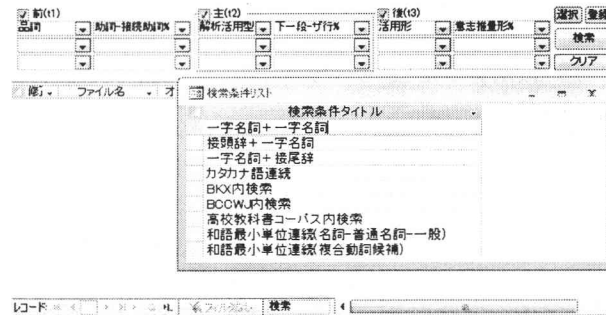 前(t1)
主(t2)
後(t3)
選択
登録
品詞
助詞-接続助詞%
解析活用型
下一段-ザ行%
活用形
意志推量形%
検索
クリア
ファイル名
オ
検索条件リスト
検索条件タイトル
一字名詞+一字名詞
接頭辞+一字名詞
一字名詞+接尾辞
カタカナ語連続
BKX内検索
BCCWJ内検索
高校教科書コーパス内検索
和語最小単位連続(名詞-普通名詞-一般)
和語最小単位連続(複合動詞候補)
レコード:
検索